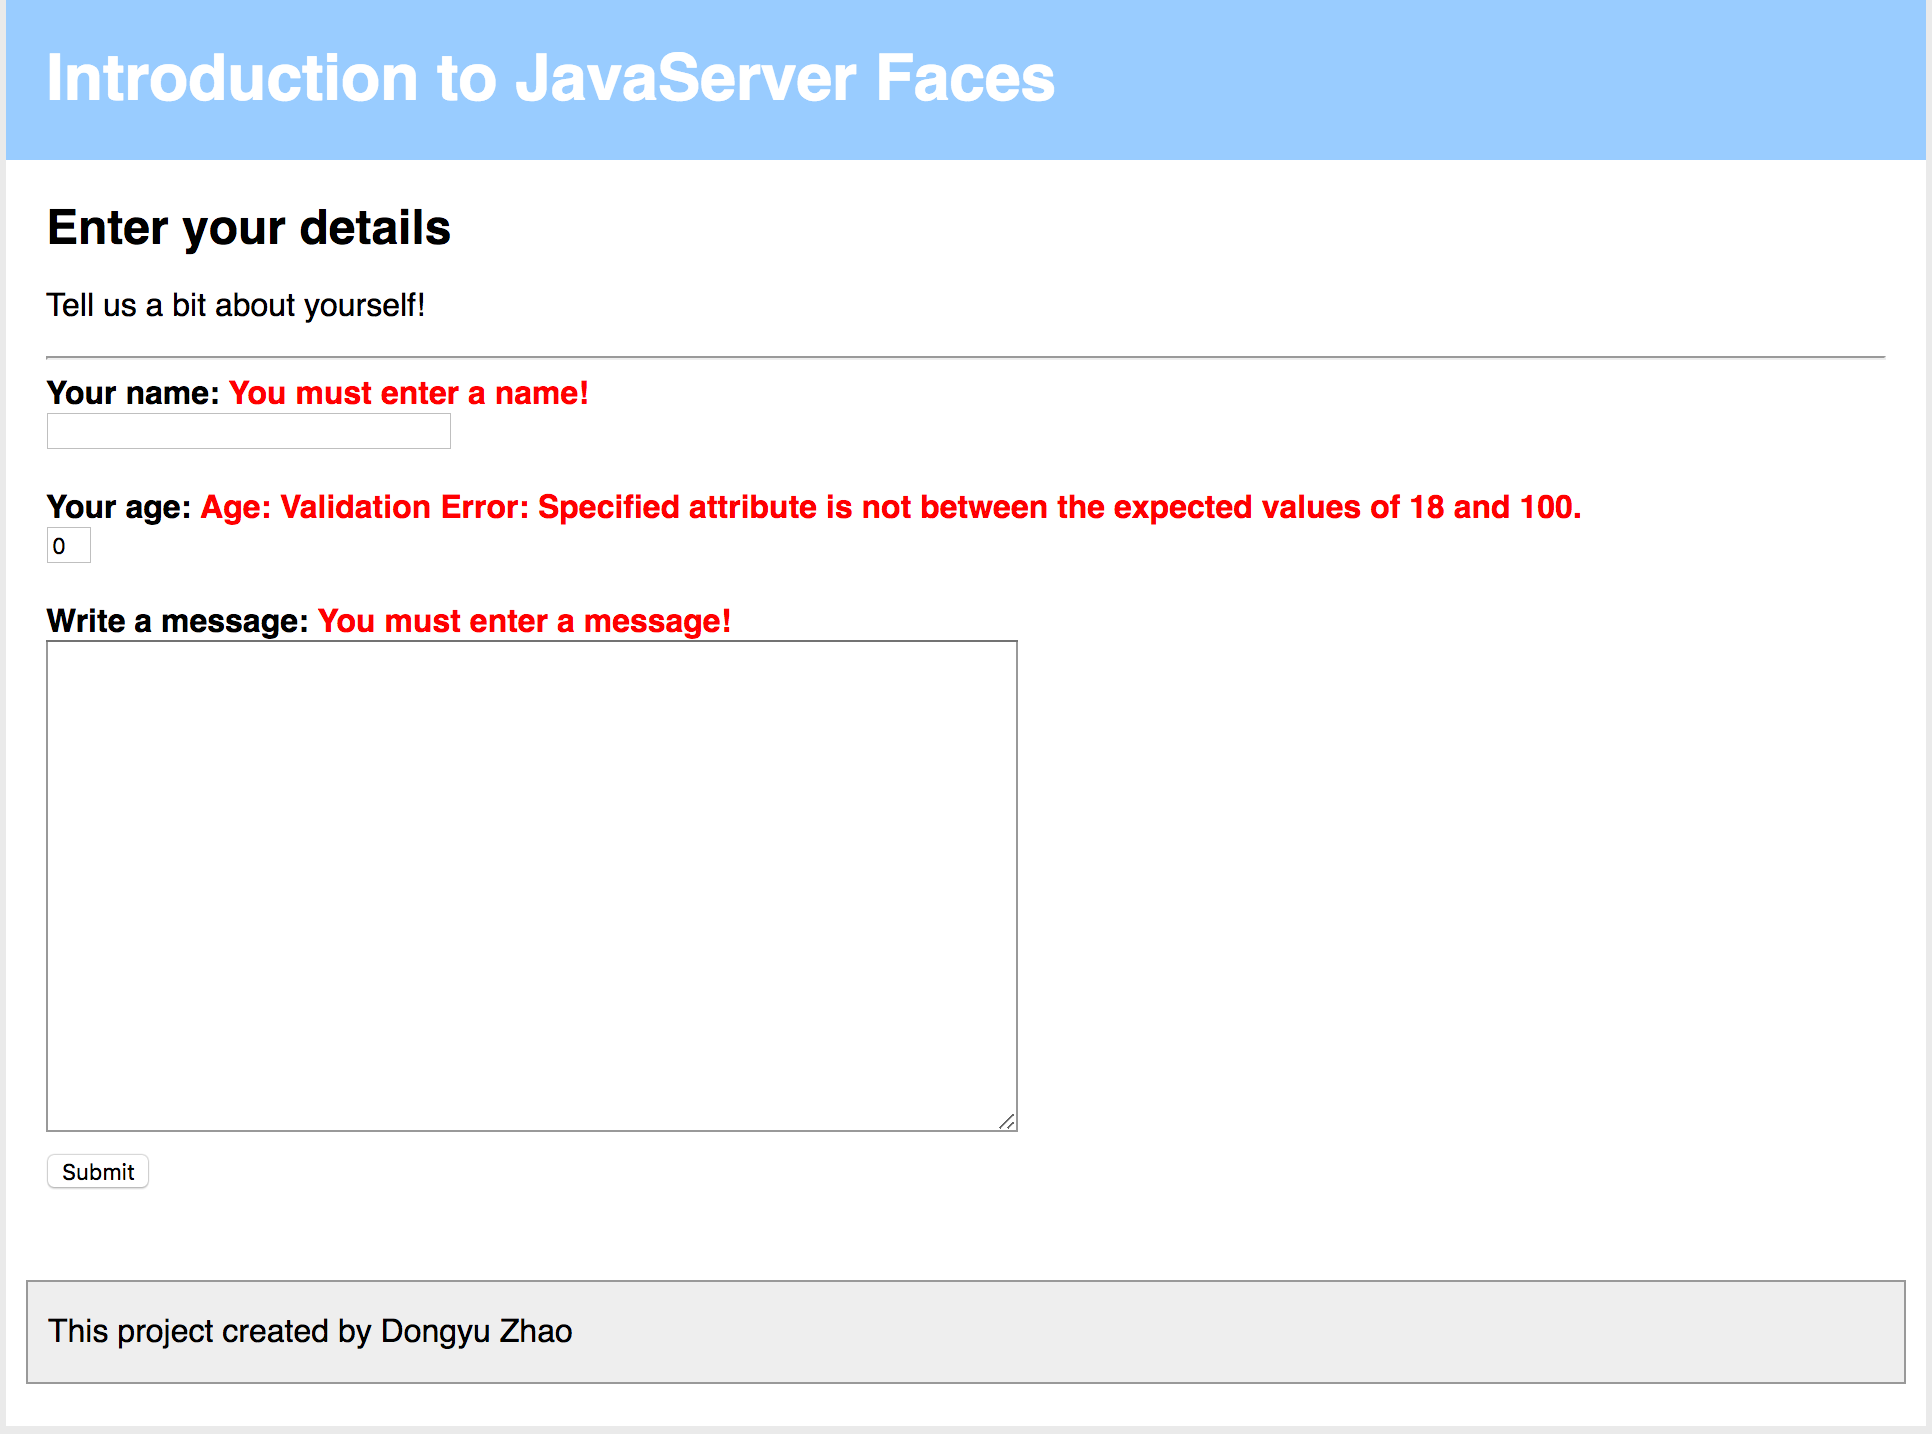 Introduction to JavaServer Faces
Enter your details
Tell us a bit about yourself!
Your name: You must enter a name!
Your age: Age: Validation Error: Specified attribute is not between the expected values of 18 and 100.
0
Write a message: You must enter a message!
Submit
This project created by Dongyu Zhao